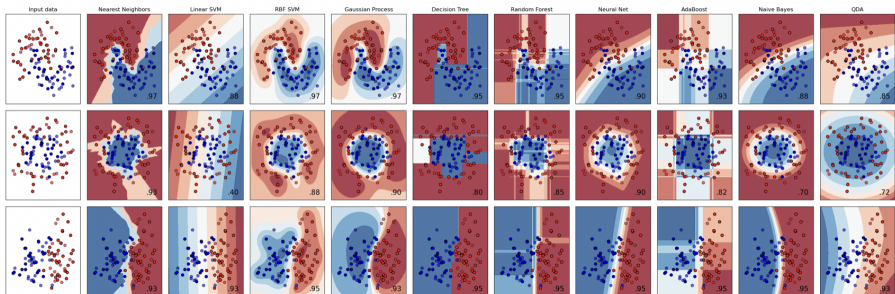 Input data Nearest Neighbors Linear SVM RBF SVM Gaussian Process Decision Tree Random Forest Neural Net AdaBoost Naive Bayes QDA
.97 .88 .97 .97 .95 .95 .90 .93 .88 .85
.93 .40 .88 .90 .80 .85 .90 .82 .70 .72
.93 .93 .95 .93 .95 .95 .95 .95 .95 .93